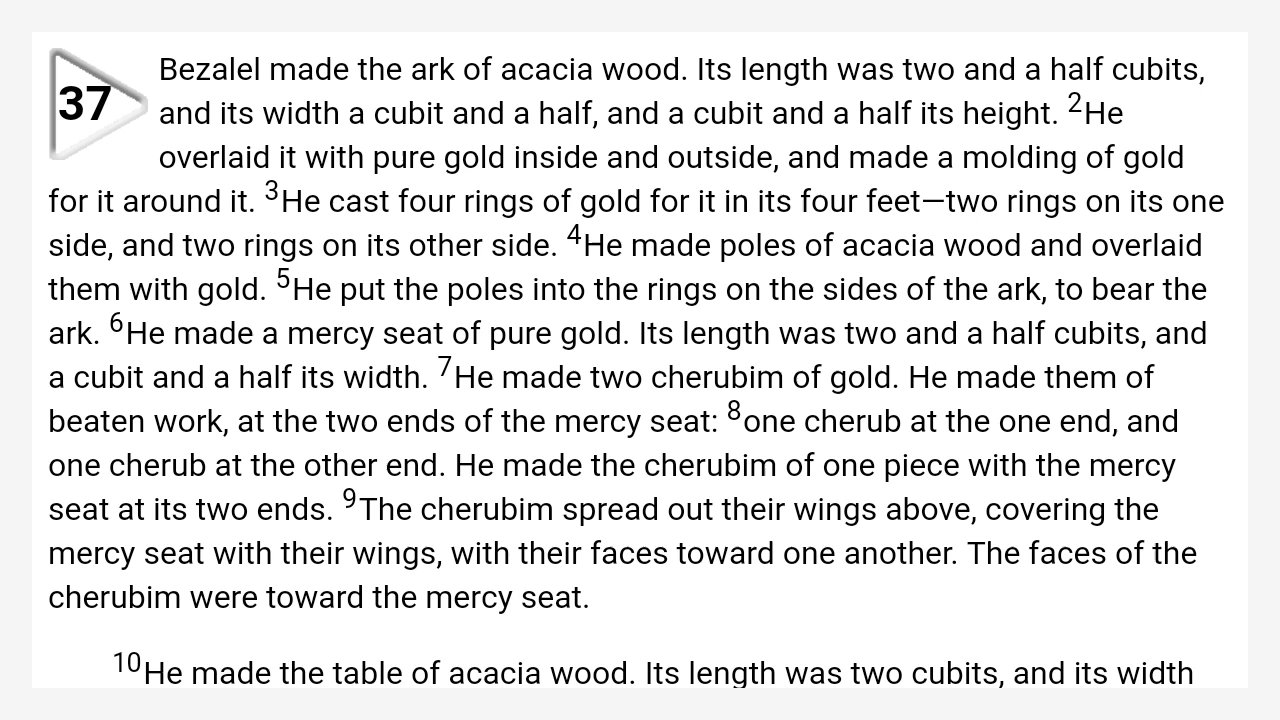 37 Bezalel made the ark of acacia wood. Its length was two and a half cubits,
and its width a cubit and a half, and a cubit and a half its height. 2He
overlaid it with pure gold inside and outside, and made a molding of gold
for it around it. 3He cast four rings of gold for it in its four feet—two rings on its one
side, and two rings on its other side. 4He made poles of acacia wood and overlaid
them with gold. 5He put the poles into the rings on the sides of the ark, to bear the
ark. 6He made a mercy seat of pure gold. Its length was two and a half cubits, and
a cubit and a half its width. 7He made two cherubim of gold. He made them of
beaten work, at the two ends of the mercy seat: 8one cherub at the one end, and
one cherub at the other end. He made the cherubim of one piece with the mercy
seat at its two ends. 9The cherubim spread out their wings above, covering the
mercy seat with their wings, with their faces toward one another. The faces of the
cherubim were toward the mercy seat.
10He made the table of acacia wood. Its length was two cubits, and its width